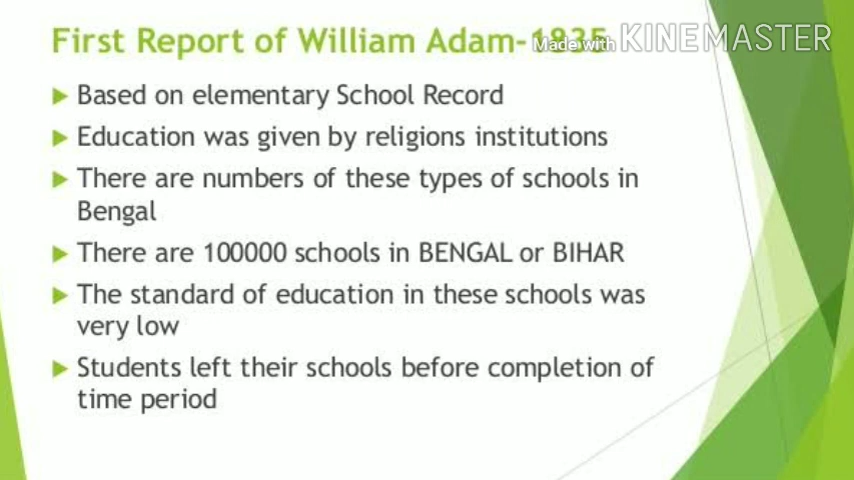 First Report of William Adam-1835
Made with KINEMASTER
Based on elementary School Record
Education was given by religions institutions
There are numbers of these types of schools in
Bengal
There are 100000 schools in BENGAL or BIHAR
The standard of education in these schools was
very low
Students left their schools before completion of
time period